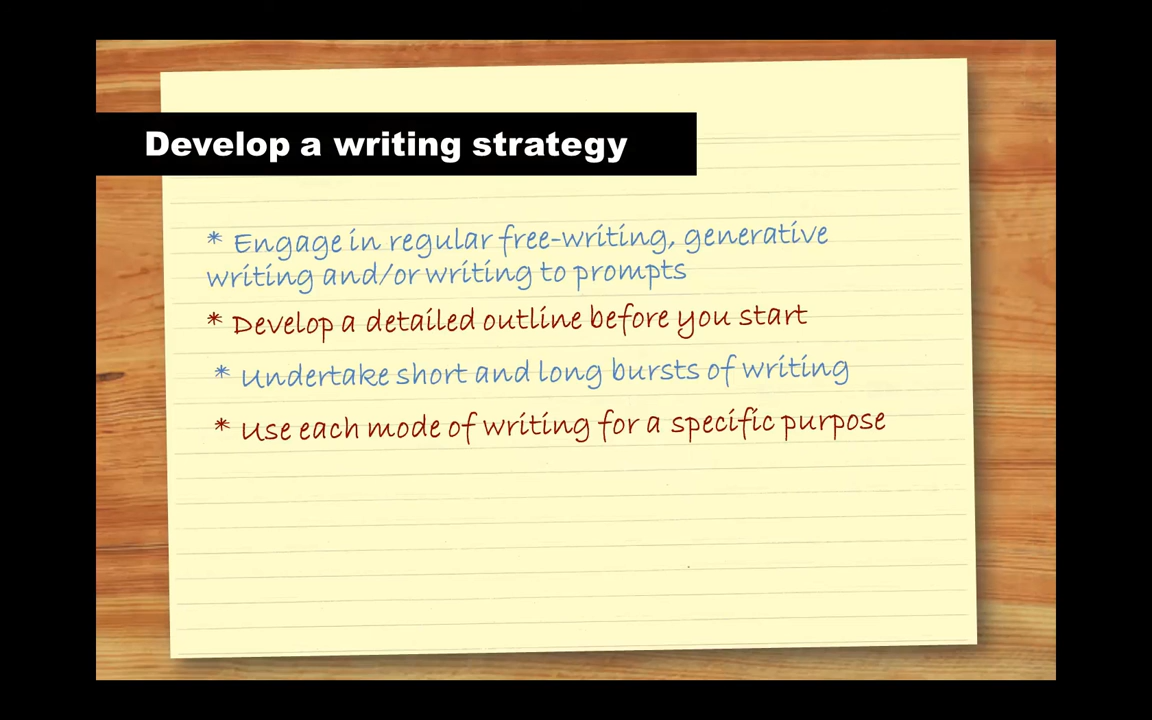 Develop a writing strategy
* Engage in regular free-writing, generative
writing and/or writing to prompts
* Develop a detailed outline before you start
* Undertake short and long bursts of writing
* Use each mode of writing for a specific purpose